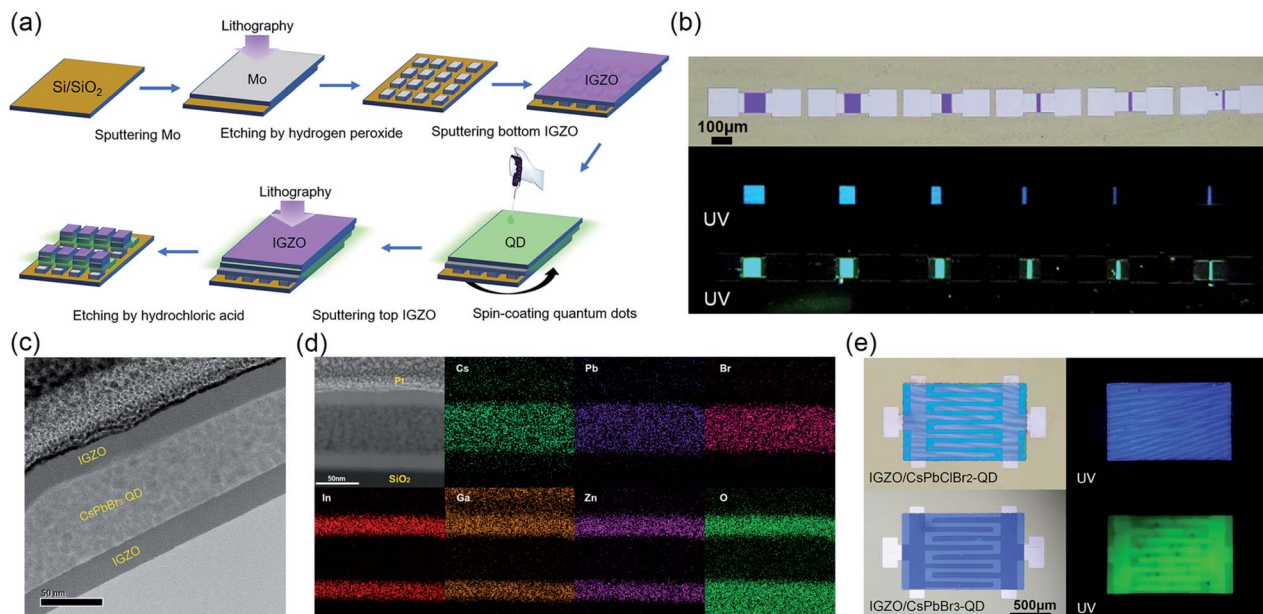 (a)
Lithography
Si/SiO₂
Mo
IGZO
Sputtering Mo
Etching by hydrogen peroxide
Sputtering bottom IGZO
Lithography
IGZO
QD
Etching by hydrochloric acid
Sputtering top IGZO
Spin-coating quantum dots
(b)
100μm
UV
UV
(c)
IGZO
CsPbBr₃ QD
IGZO
50 nm
(d)
Pt
50nm
SiO₂
Cs
Pb
Br
In
Ga
Zn
O
(e)
IGZO/CsPbClBr₂-QD
UV
IGZO/CsPbBr₃-QD
500μm
UV